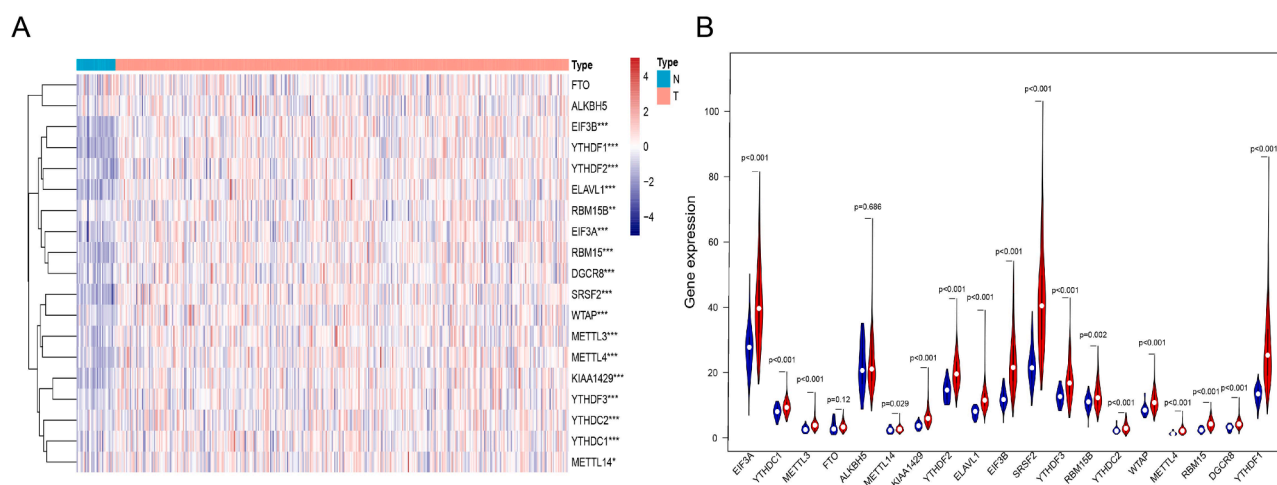 A
B
Type
FTO
ALKBH5
EIF3B***
YTHDF1***
YTHDF2***
ELAVL1***
RBM15B**
EIF3A***
RBM15***
DGCR8***
SRSF2***
WTAP***
METTL3***
METTL4***
KIAA1429***
YTHDF3***
YTHDC2***
YTHDC1***
METTL14*
4
2
0
−2
−4
Type
N
T
Gene expression
100
80
60
40
20
0
p<0.001
p<0.001
p<0.001
p=0.12
p=0.686
p=0.029
p<0.001
p<0.001
p<0.001
p<0.001
p<0.001
p<0.001
p=0.002
p<0.001
p<0.001
p<0.001
p<0.001
p<0.001
p<0.001
EIF3A
YTHDC1
METTL3
FTO
ALKBH5
METTL14
KIAA1429
YTHDF2
ELAVL1
EIF3B
SRSF2
YTHDF3
RBM15B
YTHDC2
WTAP
METTL4
RBM15
DGCR8
YTHDF1